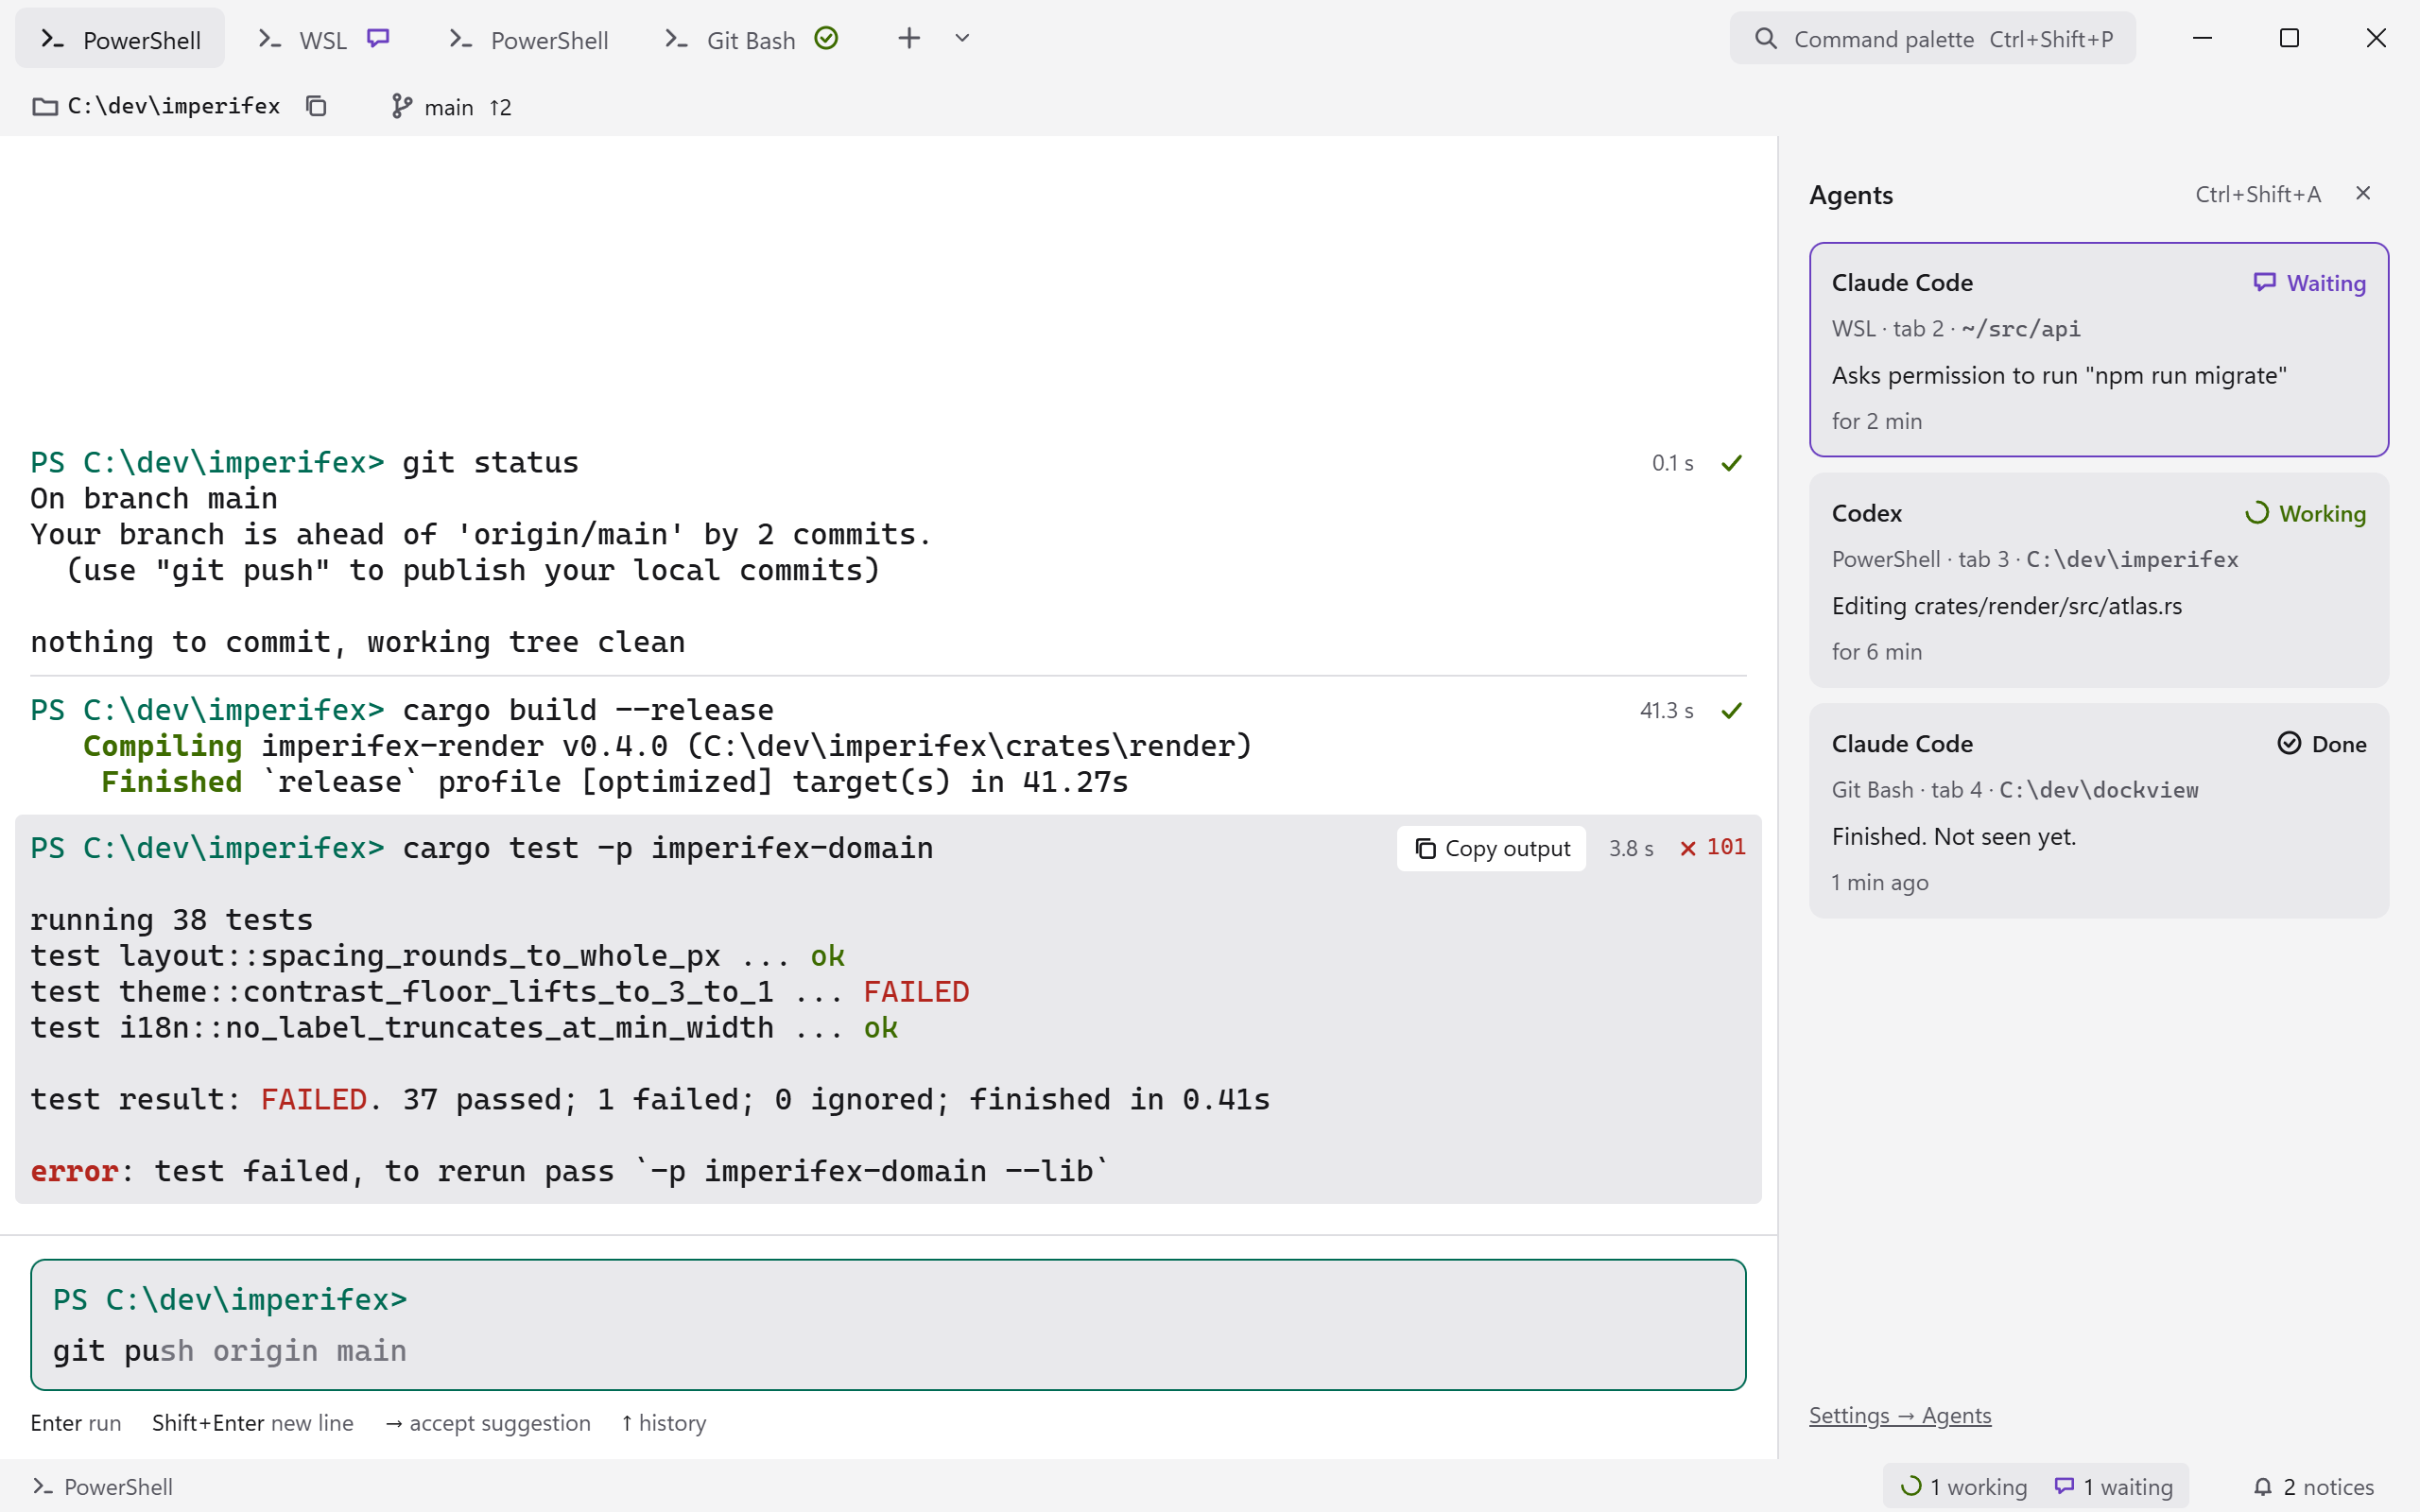 PowerShell
WSL
PowerShell
Git Bash
Command palette Ctrl+Shift+P
C:\dev\imperifex
main ↑2
PS C:\dev\imperifex> git status
0.1 s
On branch main
Your branch is ahead of 'origin/main' by 2 commits.
  (use "git push" to publish your local commits)
nothing to commit, working tree clean
PS C:\dev\imperifex> cargo build --release
41.3 s
   Compiling imperifex-render v0.4.0 (C:\dev\imperifex\crates\render)
    Finished `release` profile [optimized] target(s) in 41.27s
PS C:\dev\imperifex> cargo test -p imperifex-domain
Copy output
3.8 s
101
running 38 tests
test layout::spacing_rounds_to_whole_px ... ok
test theme::contrast_floor_lifts_to_3_to_1 ... FAILED
test i18n::no_label_truncates_at_min_width ... ok
test result: FAILED. 37 passed; 1 failed; 0 ignored; finished in 0.41s
error: test failed, to rerun pass `-p imperifex-domain --lib`
PS C:\dev\imperifex>
git push origin main
Enter run Shift+Enter new line → accept suggestion ↑ history
Agents
Ctrl+Shift+A
Claude Code
Waiting
WSL · tab 2 · ~/src/api
Asks permission to run "npm run migrate"
for 2 min
Codex
Working
PowerShell · tab 3 · C:\dev\imperifex
Editing crates/render/src/atlas.rs
for 6 min
Claude Code
Done
Git Bash · tab 4 · C:\dev\dockview
Finished. Not seen yet.
1 min ago
Settings → Agents
PowerShell
1 working
1 waiting
2 notices